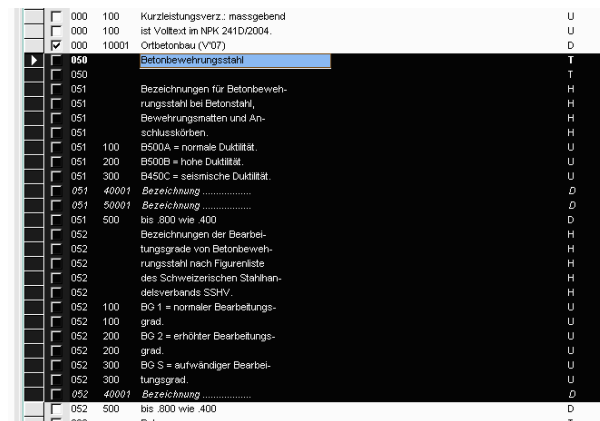 000 100 Kurzleistungsverz.: massgebend U
000 100 ist Volltext im NPK 241D/2004. U
000 10001 Ortbetonbau (V'07) D
050 Betonbewehrungsstahl T
050 T
051 Bezeichnungen für Betonbeweh- H
051 rungsstahl bei Betonstahl, H
051 Bewehrungsmatten und An- H
051 schlusskörben. H
051 100 B500A = normale Duktilität. U
051 200 B500B = hohe Duktilität. U
051 300 B450C = seismische Duktilität. U
051 40001 Bezeichnung .................. D
051 50001 Bezeichnung .................. D
051 500 bis .800 wie .400 D
052 Bezeichnungen der Bearbei- H
052 tungsgrade von Betonbeweh- H
052 rungsstahl nach Figurenliste H
052 des Schweizerischen Stahlhan- H
052 delsverbands SSHV. H
052 100 BG 1 = normaler Bearbeitungs- U
052 100 grad. U
052 200 BG 2 = erhöhter Bearbeitungs- U
052 200 grad. U
052 300 BG S = aufwändiger Bearbei- U
052 300 tungsgrad. U
052 40001 Bezeichnung .................. D
052 500 bis .800 wie .400 D